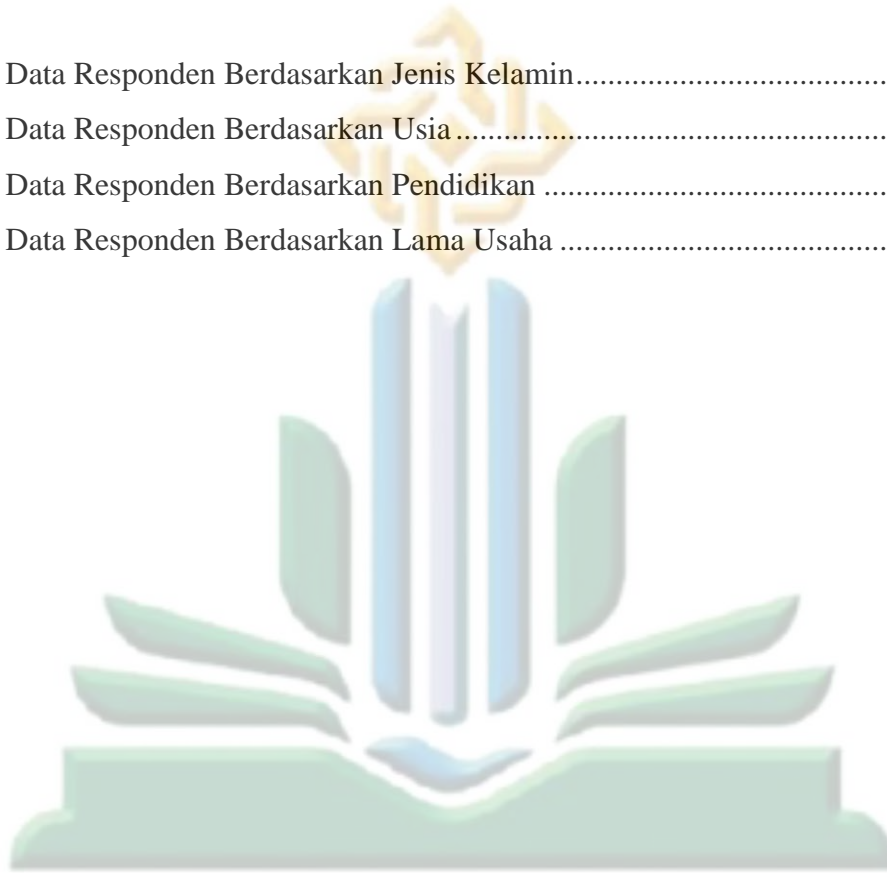 Data Responden Berdasarkan Jenis Kelamin.......................................
Data Responden Berdasarkan Usia......................................................
Data Responden Berdasarkan Pendidikan ...........................................
Data Responden Berdasarkan Lama Usaha .........................................